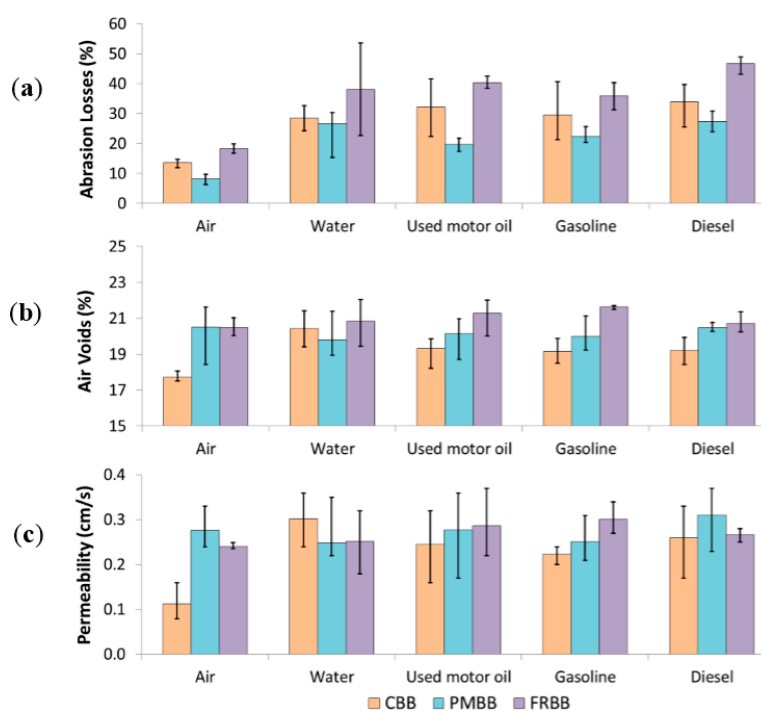 (a)
Abrasion Losses (%)
60
50
40
30
20
10
0
Air Water Used motor oil Gasoline Diesel
(b)
Air Voids (%)
25
23
21
19
17
15
Air Water Used motor oil Gasoline Diesel
(c)
Permeability (cm/s)
0.4
0.3
0.2
0.1
0.0
Air Water Used motor oil Gasoline Diesel
CBB PMBB FRBB